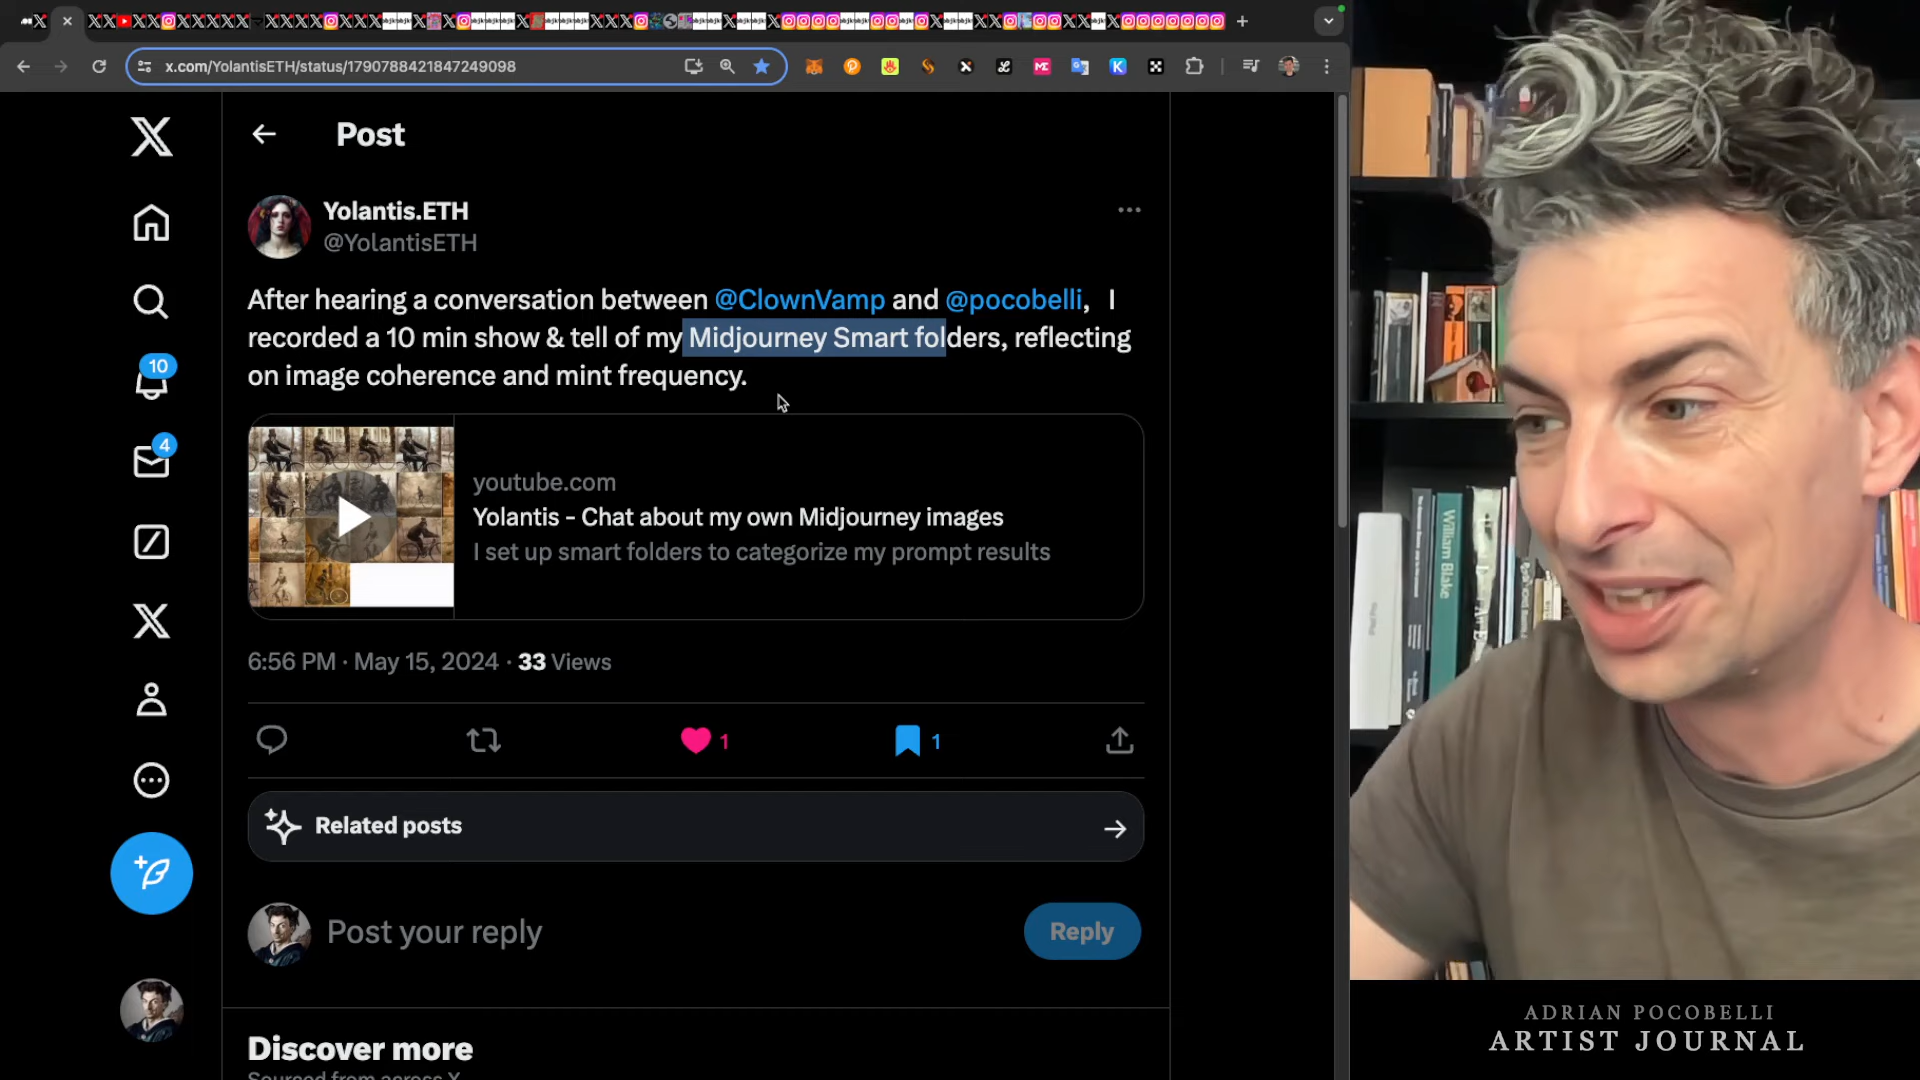 x.com/YolantisETH/status/1790788421847249098
Post
Yolantis.ETH
@YolantisETH
After hearing a conversation between @ClownVamp and @pocobelli, I
recorded a 10 min show & tell of my Midjourney Smart folders, reflecting
on image coherence and mint frequency.
youtube.com
Yolantis - Chat about my own Midjourney images
I set up smart folders to categorize my prompt results
6:56 PM · May 15, 2024 · 33 Views
10
4
1
1
Related posts
Post your reply
Reply
Discover more
Sourced from across X
William Blake
ADRIAN POCOBELLI
ARTIST JOURNAL